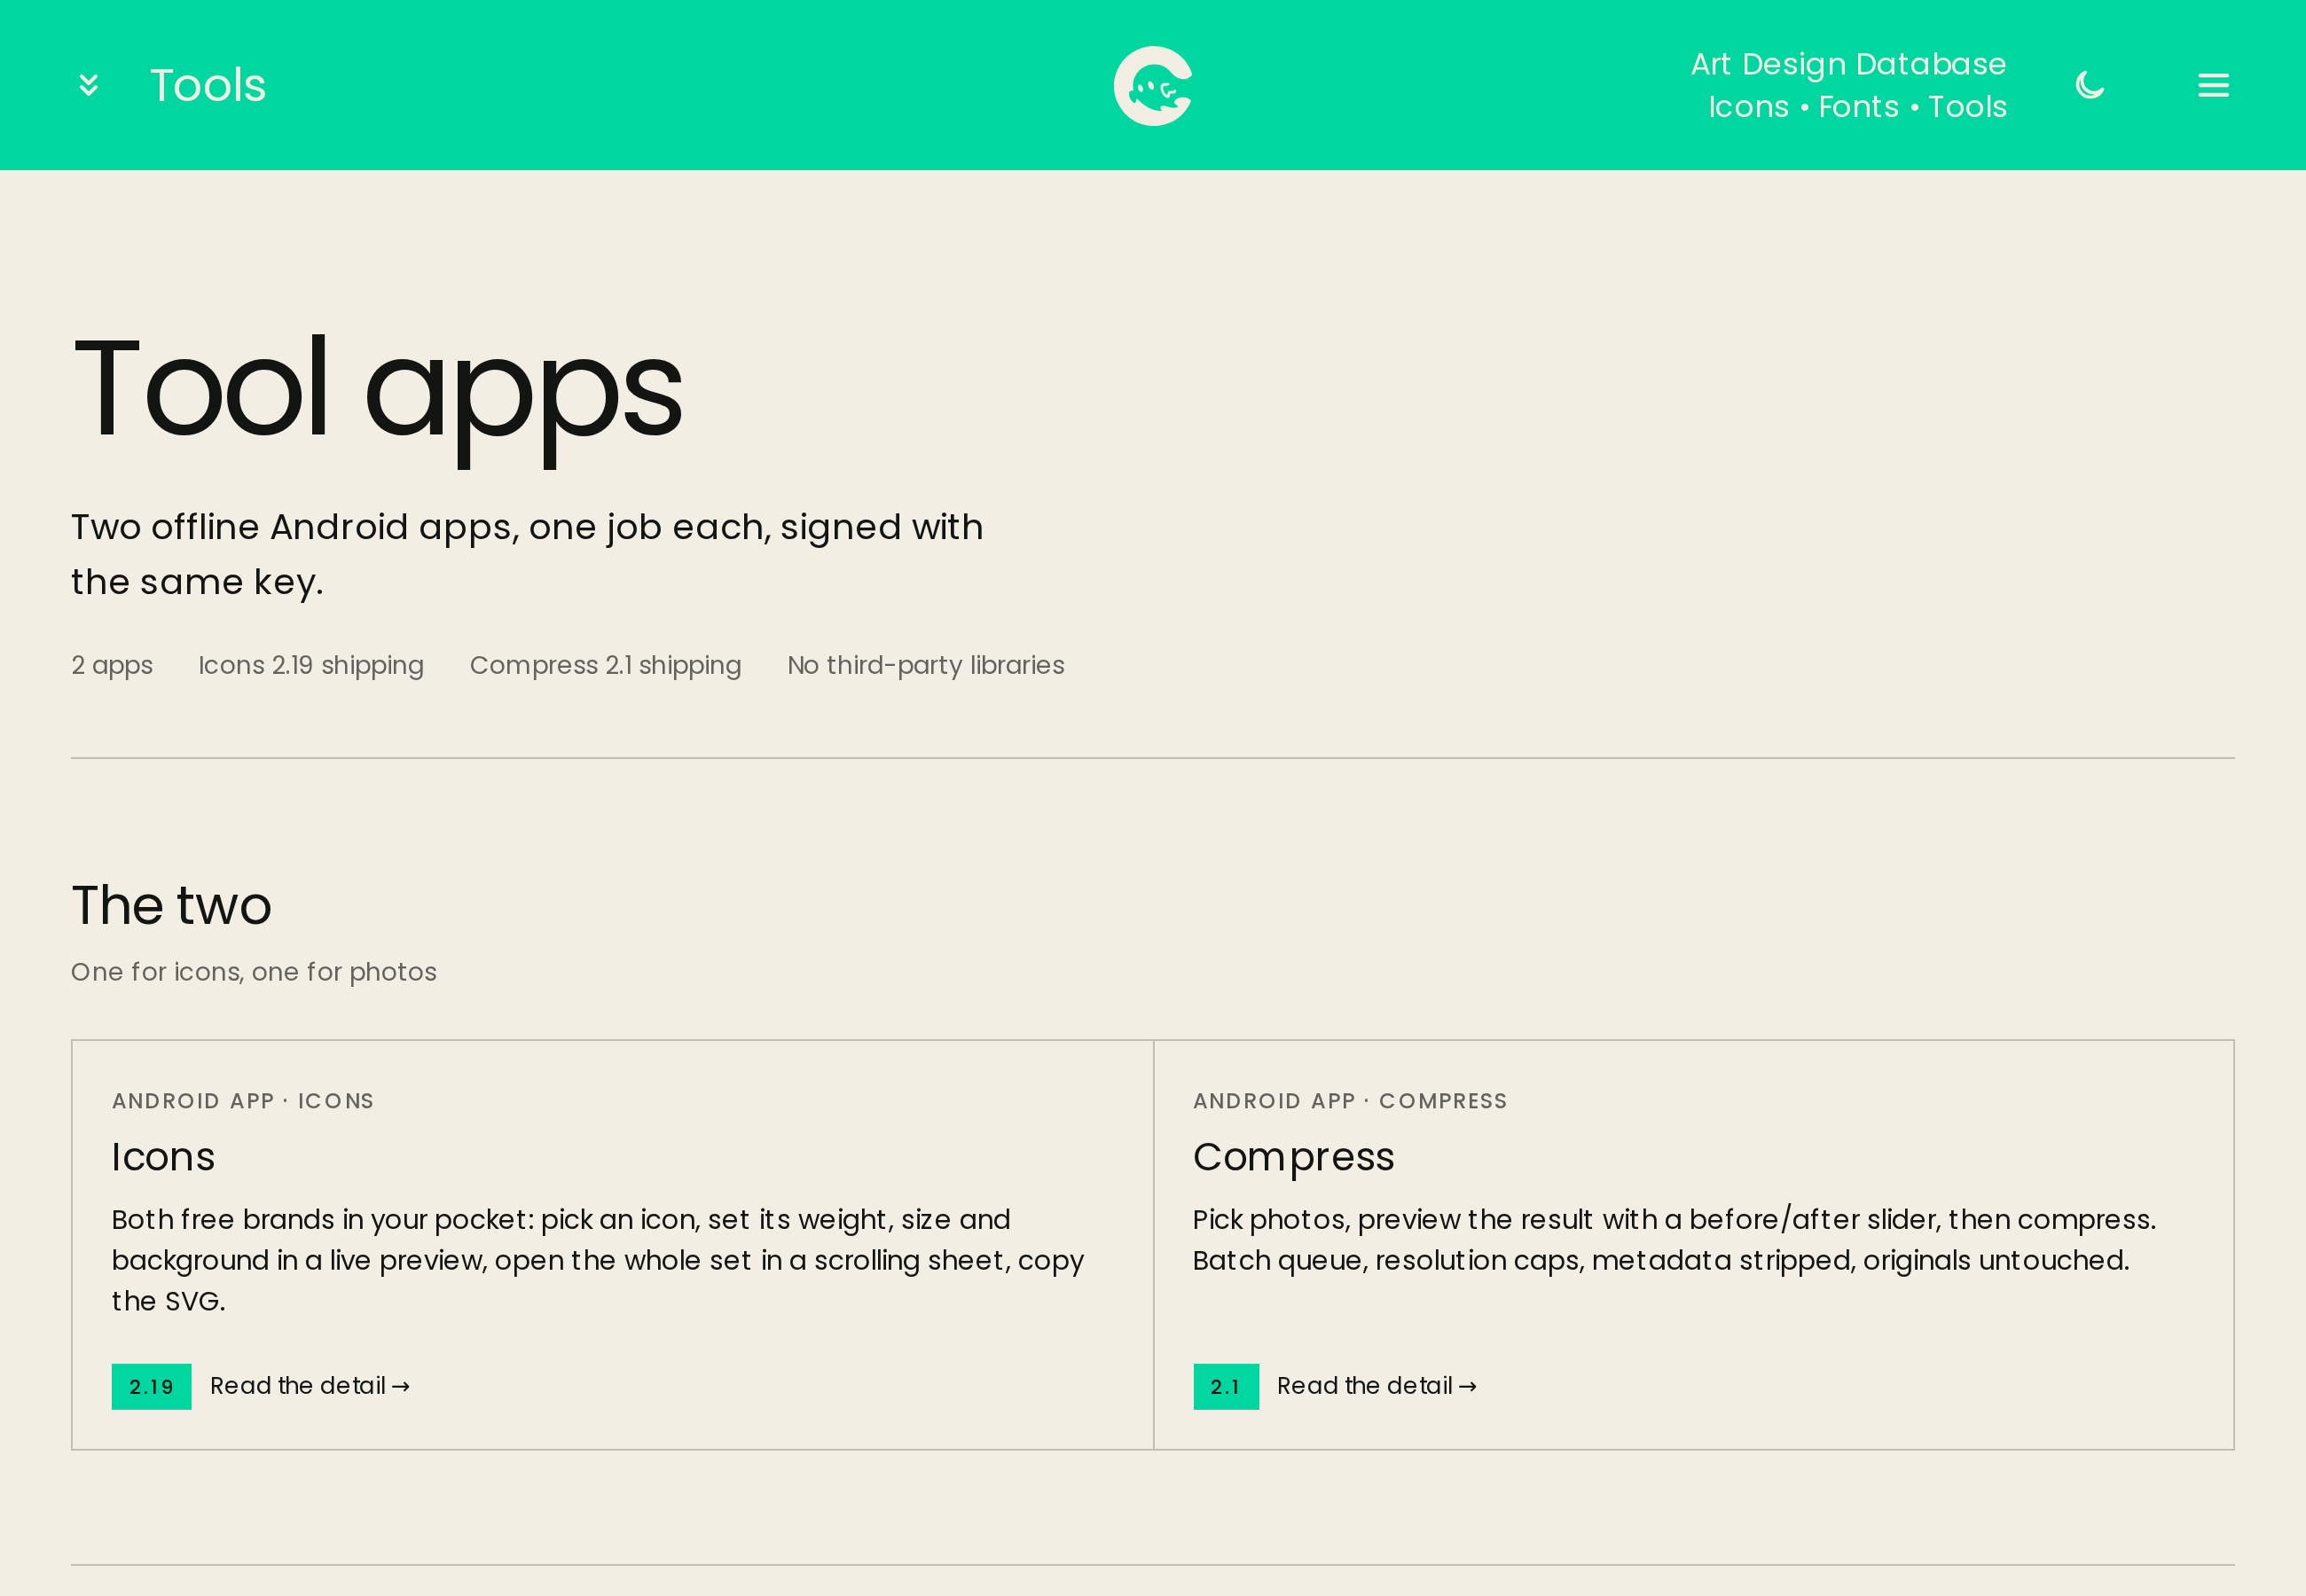 Tools
Art Design Database
Icons • Fonts • Tools
Tool apps
Two offline Android apps, one job each, signed with
the same key.
2 apps
Icons 2.19 shipping
Compress 2.1 shipping
No third-party libraries
The two
One for icons, one for photos
ANDROID APP · ICONS
Icons
Both free brands in your pocket: pick an icon, set its weight, size and
background in a live preview, open the whole set in a scrolling sheet, copy
the SVG.
2.19 Read the detail →
ANDROID APP · COMPRESS
Compress
Pick photos, preview the result with a before/after slider, then compress.
Batch queue, resolution caps, metadata stripped, originals untouched.
2.1 Read the detail →